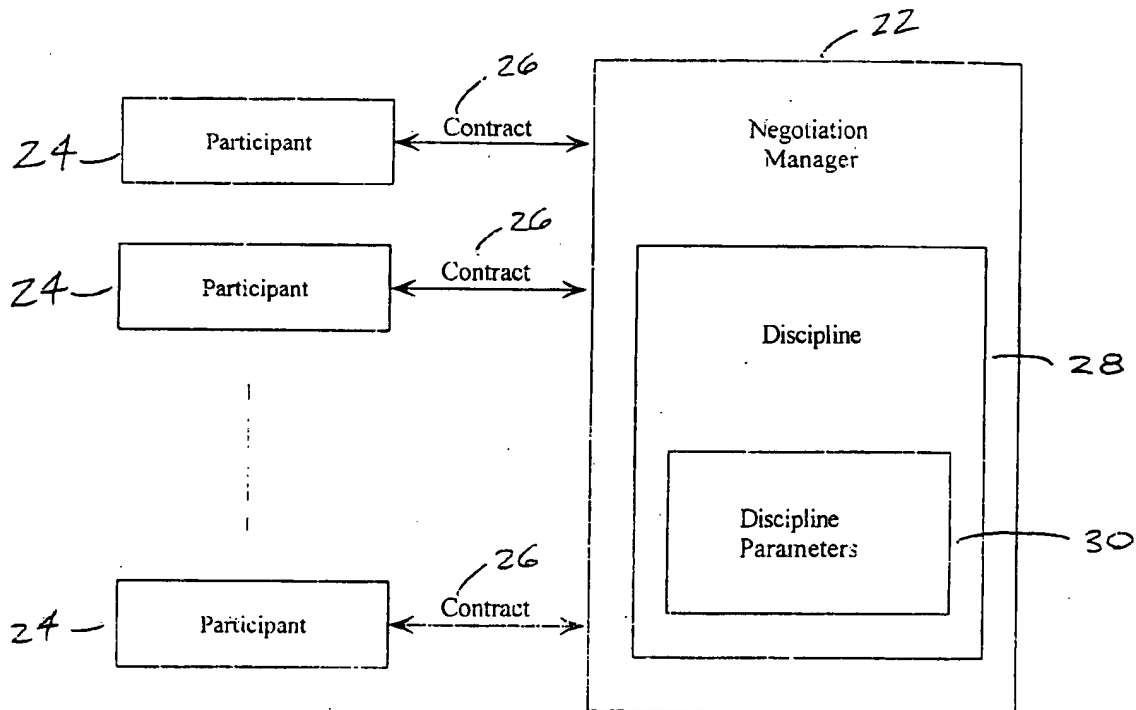 22
26
24
Participant
Contract
Negotiation
Manager
26
24
Participant
Contract
Discipline
28
Discipline
Parameters
30
26
24
Participant
Contract